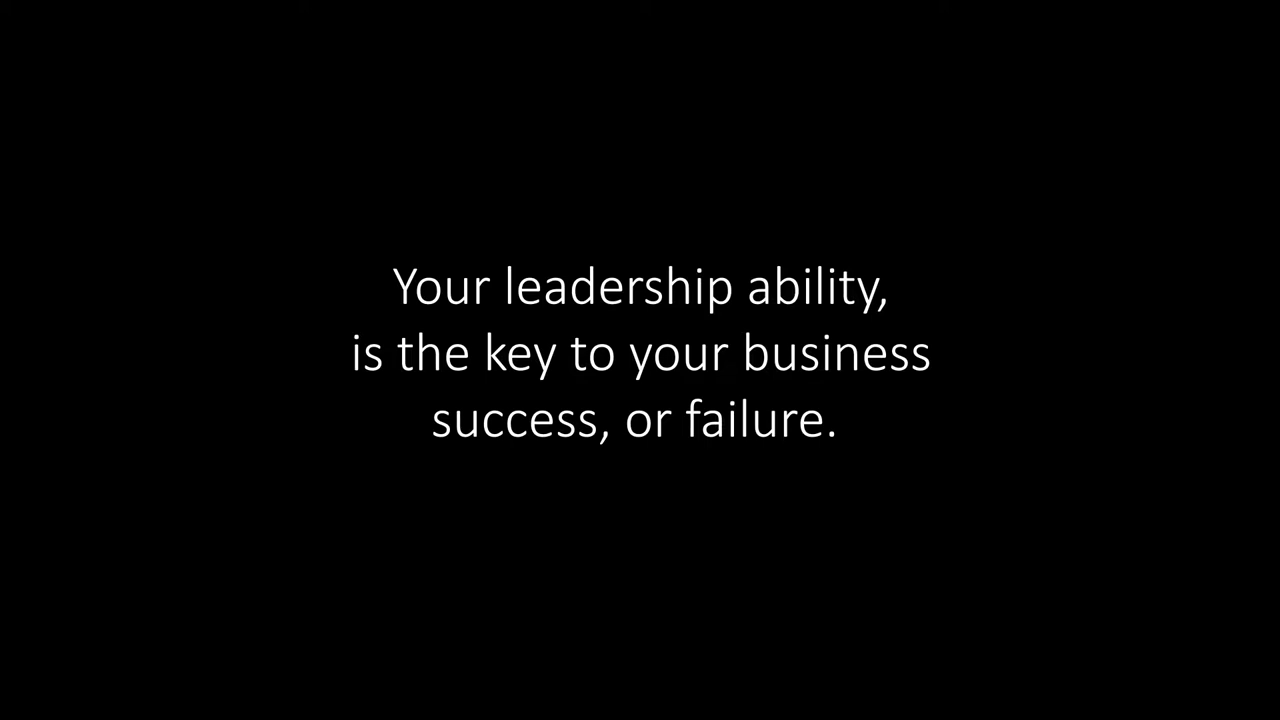 Your leadership ability,
is the key to your business
success, or failure.